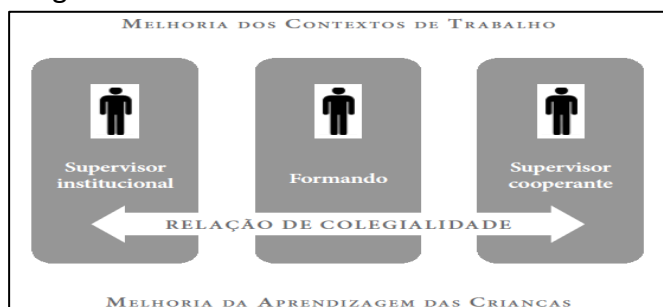 MELHORIA DOS CONTEXTOS DE TRABALHO
Supervisor
institucional
Formando
Supervisor
cooperante
RELAÇÃO DE COLEGIALIDADE
MELHORIA DA APRENDIZAGEM DAS CRIANÇAS